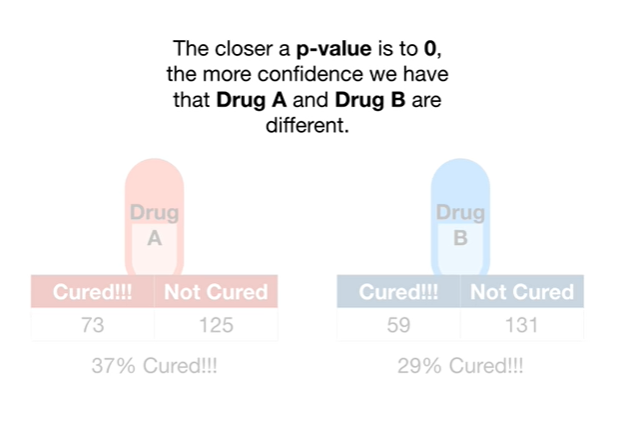 The closer a p-value is to 0,
the more confidence we have
that Drug A and Drug B are
different.
Drug
A
Cured!!! Not Cured
73 125
37% Cured!!!
Drug
B
Cured!!! Not Cured
59 131
29% Cured!!!